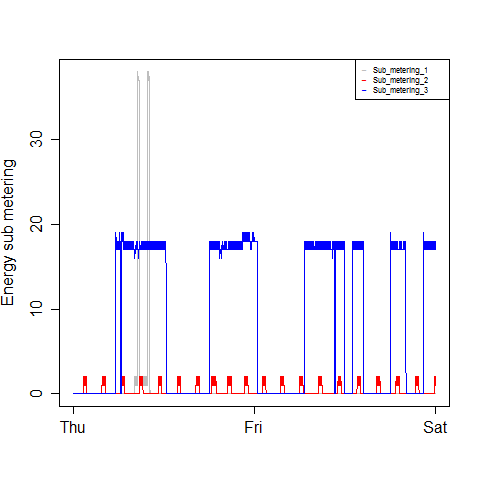 Sub_metering_1
Sub_metering_2
Sub_metering_3
Energy sub metering
30
20
10
0
Thu Fri Sat